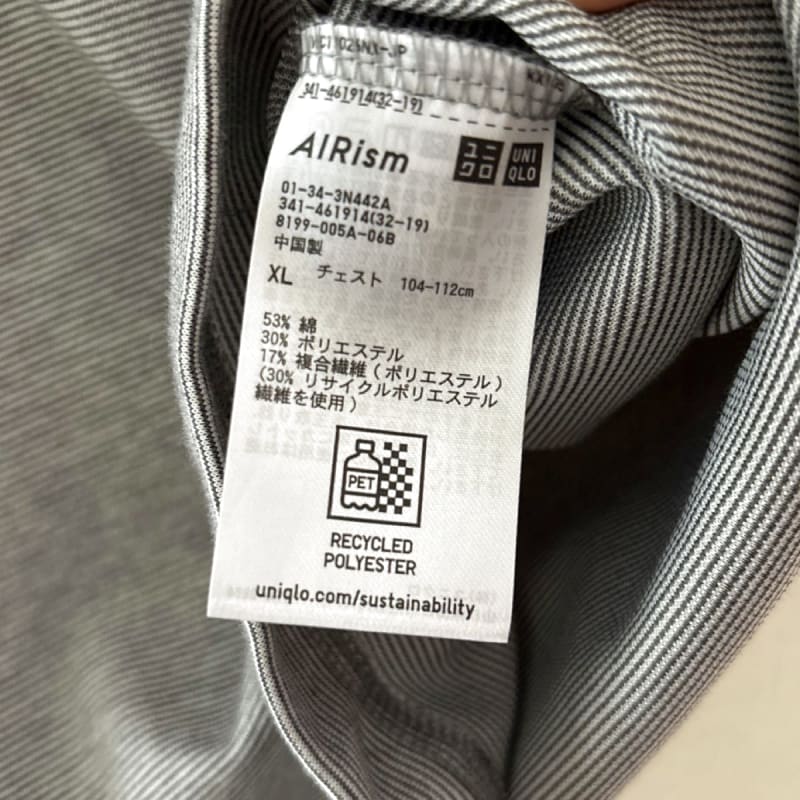 341-461914(32-19)
AIRism
ユニクロ
UNIQLO
01-34-3N442A
341-461914(32-19)
8199-005A-06B
中国製
XL チェスト 104-112cm
53% 綿
30% ポリエステル
17% 複合繊維(ポリエステル)
(30% リサイクルポリエステル
繊維を使用)
PET
RECYCLED
POLYESTER
uniqlo.com/sustainability